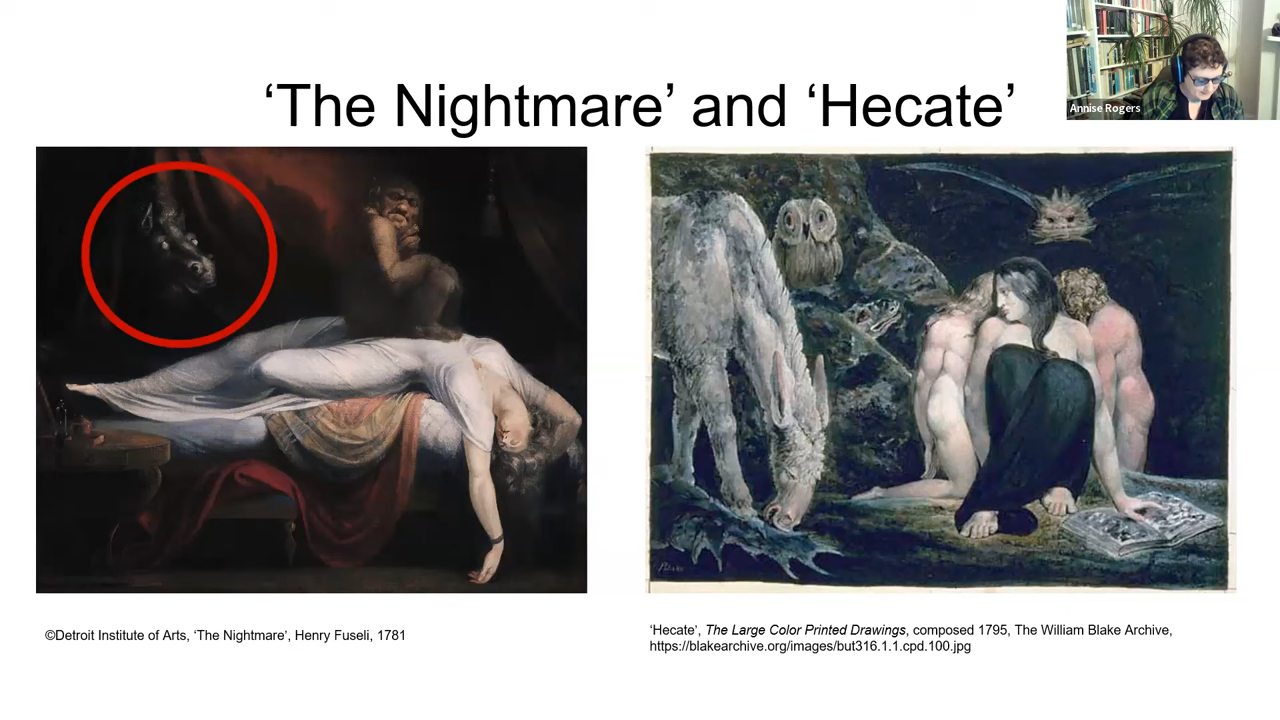 ‘The Nightmare’ and ‘Hecate’
Annise Rogers
©Detroit Institute of Arts, ‘The Nightmare’, Henry Fuseli, 1781
‘Hecate’, The Large Color Printed Drawings, composed 1795, The William Blake Archive,
https://blakearchive.org/images/but316.1.1.cpd.100.jpg